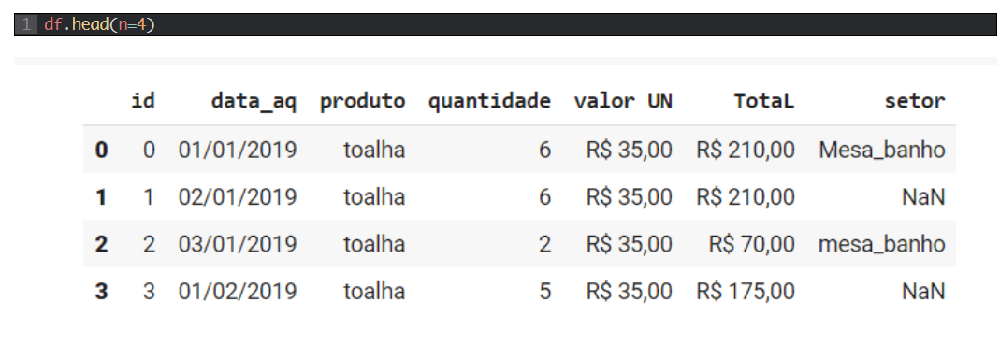 1 df.head(n=4)
id data_aq produto quantidade valor UN TotaL setor
0 0 01/01/2019 toalha 6 R$ 35,00 R$ 210,00 Mesa_banho
1 1 02/01/2019 toalha 6 R$ 35,00 R$ 210,00 NaN
2 2 03/01/2019 toalha 2 R$ 35,00 R$ 70,00 mesa_banho
3 3 01/02/2019 toalha 5 R$ 35,00 R$ 175,00 NaN